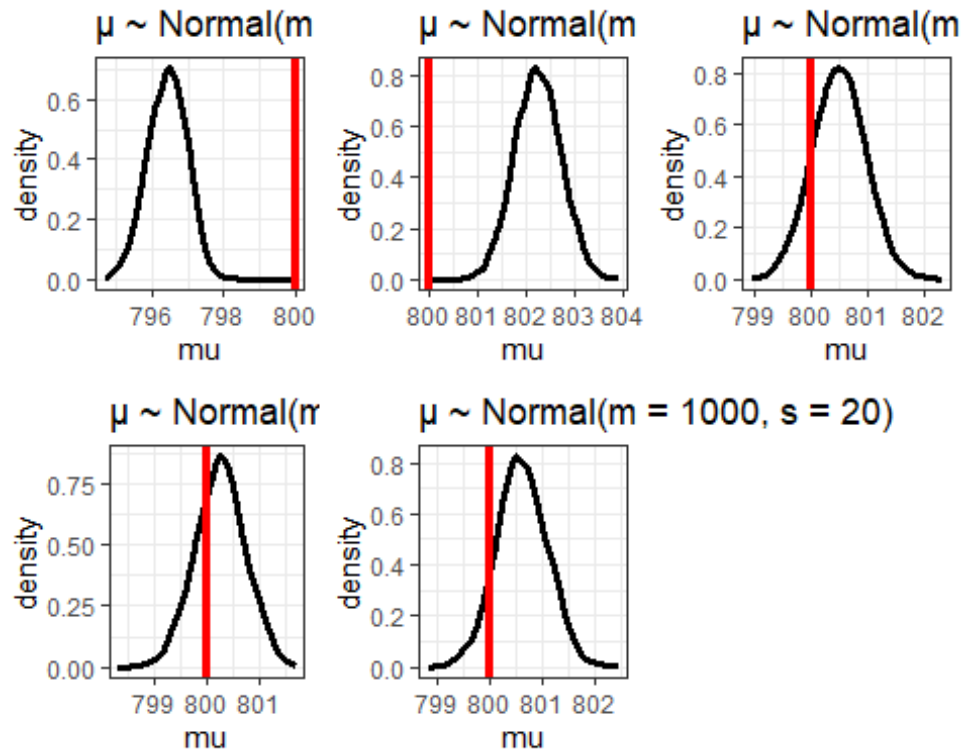 μ ~ Normal(m
μ ~ Normal(m
μ ~ Normal(m
density
0.6
0.4
0.2
0.0
796 798 800
mu
density
0.8
0.6
0.4
0.2
0.0
800 801 802 803 804
mu
density
0.8
0.6
0.4
0.2
0.0
799 800 801 802
mu
μ ~ Normal(m
μ ~ Normal(m = 1000, s = 20)
density
0.75
0.50
0.25
0.00
799 800 801
mu
density
0.8
0.6
0.4
0.2
0.0
799 800 801 802
mu